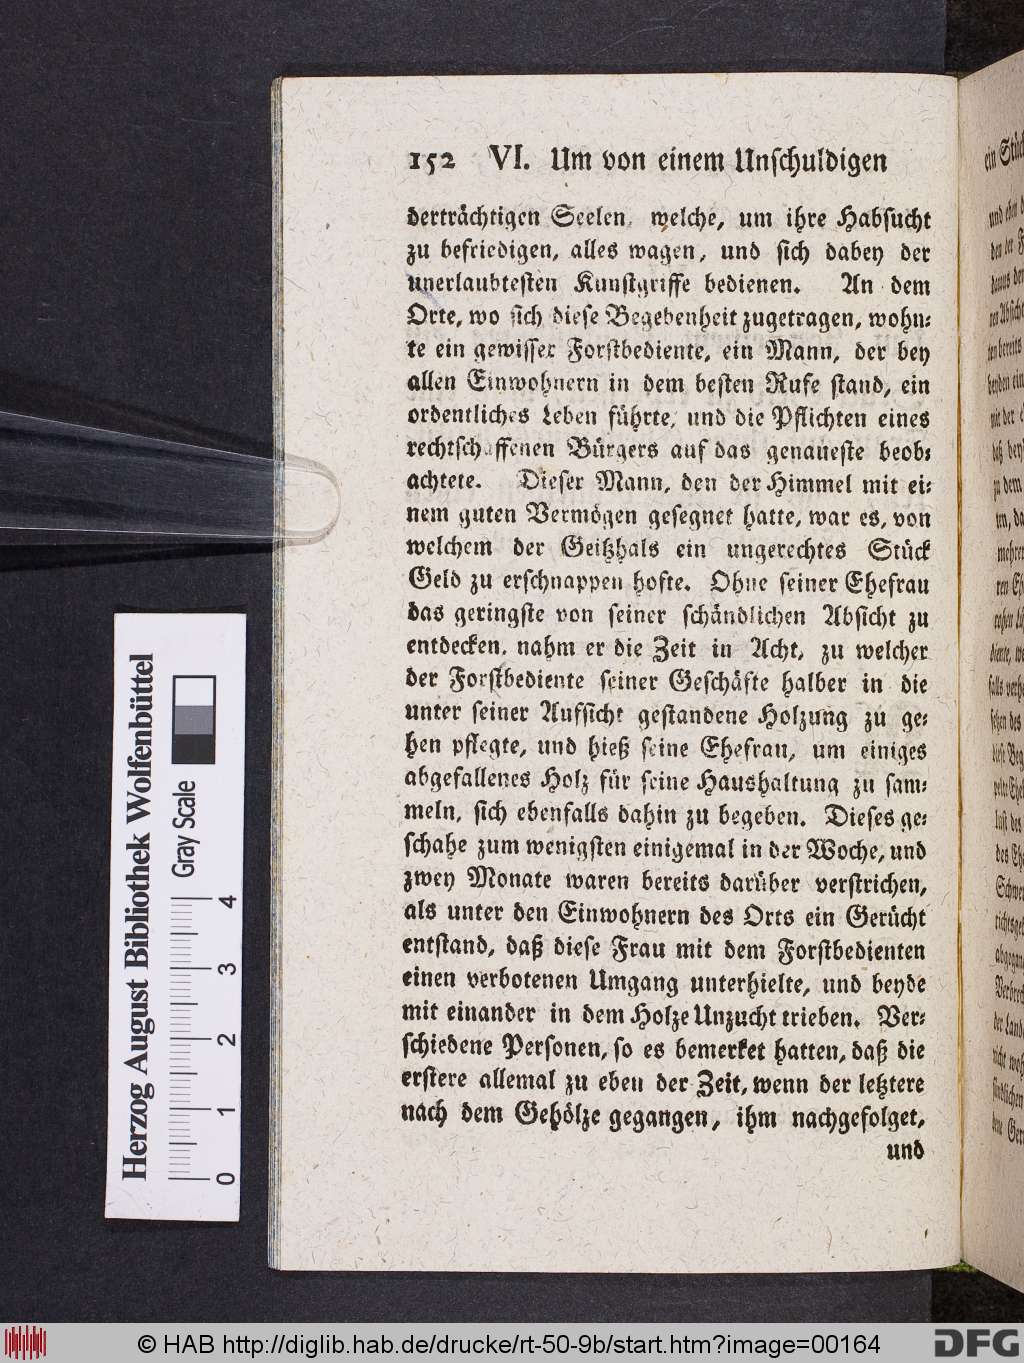 152 VI. Um von einem Unschuldigen
derträchtigen Seelen, welche, um ihre Habsucht
zu befriedigen, alles wagen, und sich dabey der
unerlaubtesten Kunstgriffe bedienen. An dem
Orte, wo sich diese Begebenheit zugetragen, wohn-
te ein gewisser Forstbediente, ein Mann, der bey
allen Einwohnern in dem besten Rufe stand, ein
ordentliches Leben führte, und die Pflichten eines
rechtschaffenen Bürgers auf das genaueste beob-
achtete. Dieser Mann, den der Himmel mit ei-
nem guten Vermögen gesegnet hatte, war es, von
welchem der Geitzhals ein ungerechtes Stück
Geld zu erschnappen hofte. Ohne seiner Ehefrau
das geringste von seiner schändlichen Absicht zu
entdecken, nahm er die Zeit in Acht, zu welcher
der Forstbediente seiner Geschäfte halber in die
unter seiner Aufsicht gestandene Holzung zu ge-
hen pflegte, und hieß seine Ehefrau, um einiges
abgefallenes Holz für seine Haushaltung zu sam-
meln, sich ebenfalls dahin zu begeben. Dieses ge-
schahe zum wenigsten einigemal in der Woche, und
zwey Monate waren bereits darüber verstrichen,
als unter den Einwohnern des Orts ein Gerücht
entstand, daß diese Frau mit dem Forstbedienten
einen verbotenen Umgang unterhielte, und beyde
mit einander in dem Holze Unzucht trieben. Ver-
schiedene Personen, so es bemerket hatten, daß die
erstere allemal zu eben der Zeit, wenn der letztere
nach dem Gehölze gegangen, ihm nachgefolget,
und
Herzog August Bibliothek Wolfenbüttel
Gray Scale
0 1 2 3 4
© HAB http://diglib.hab.de/drucke/rt-50-9b/start.htm?image=00164
DFG